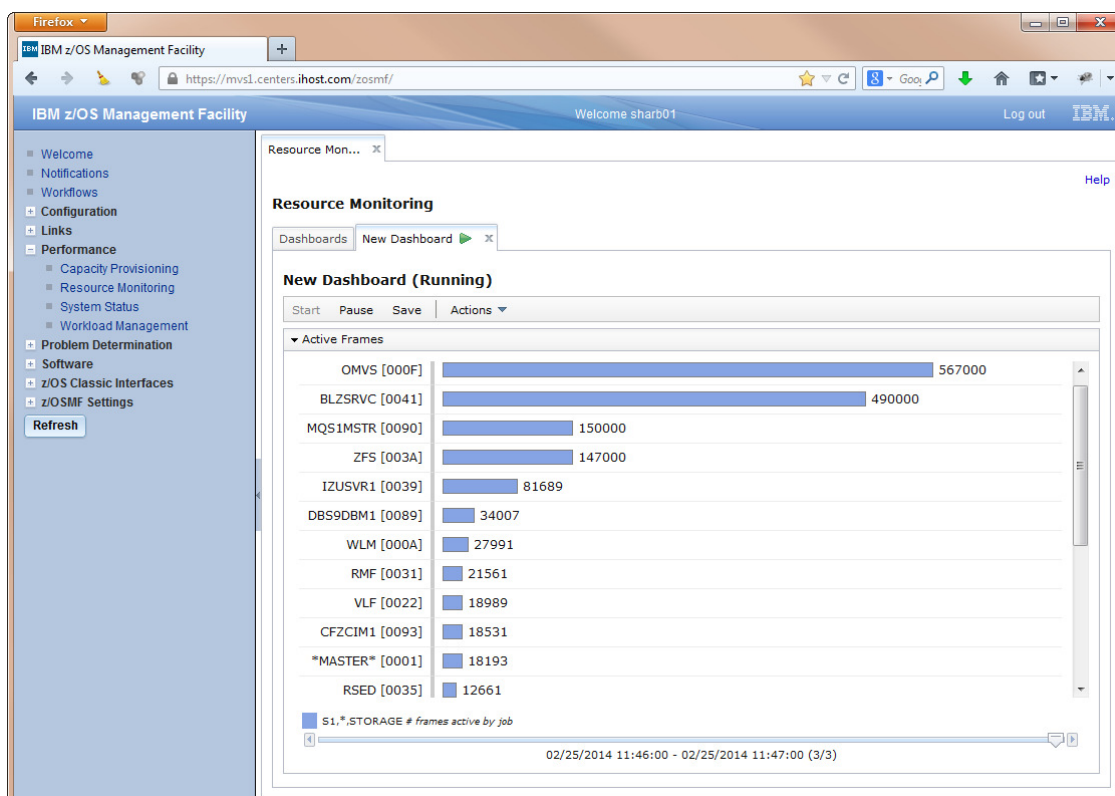 Firefox
IBM IBM z/OS Management Facility
https://mvs1.centers.ihost.com/zosmf/
8 - Goo
IBM z/OS Management Facility
Welcome sharb01
Log out
IBM.
Welcome
Notifications
Workflows
Configuration
Links
Performance
Capacity Provisioning
Resource Monitoring
System Status
Workload Management
Problem Determination
Software
z/OS Classic Interfaces
z/OSMF Settings
Refresh
Resource Mon... X
Help
Resource Monitoring
Dashboards
New Dashboard X
New Dashboard (Running)
Start Pause Save Actions
Active Frames
OMVS [000F] 567000
BLZSRVC [0041] 490000
MQS1MSTR [0090] 150000
ZFS [003A] 147000
IZUSVR1 [0039] 81689
DBS9DBM1 [0089] 34007
WLM [000A] 27991
RMF [0031] 21561
VLF [0022] 18989
CFZCIM1 [0093] 18531
*MASTER* [0001] 18193
RSED [0035] 12661
S1,*,STORAGE # frames active by job
02/25/2014 11:46:00 - 02/25/2014 11:47:00 (3/3)